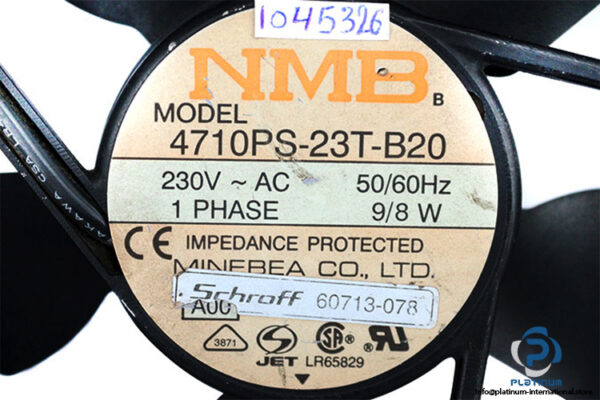 1045326
NMB B
MODEL
4710PS-23T-B20
230V ~ AC 50/60Hz
1 PHASE 9/8 W
CE IMPEDANCE PROTECTED
MINEBEA CO., LTD.
Schroff 60713-078
A00
3871
S JET
LR65829
PLATINUM
info@platinum-international.store